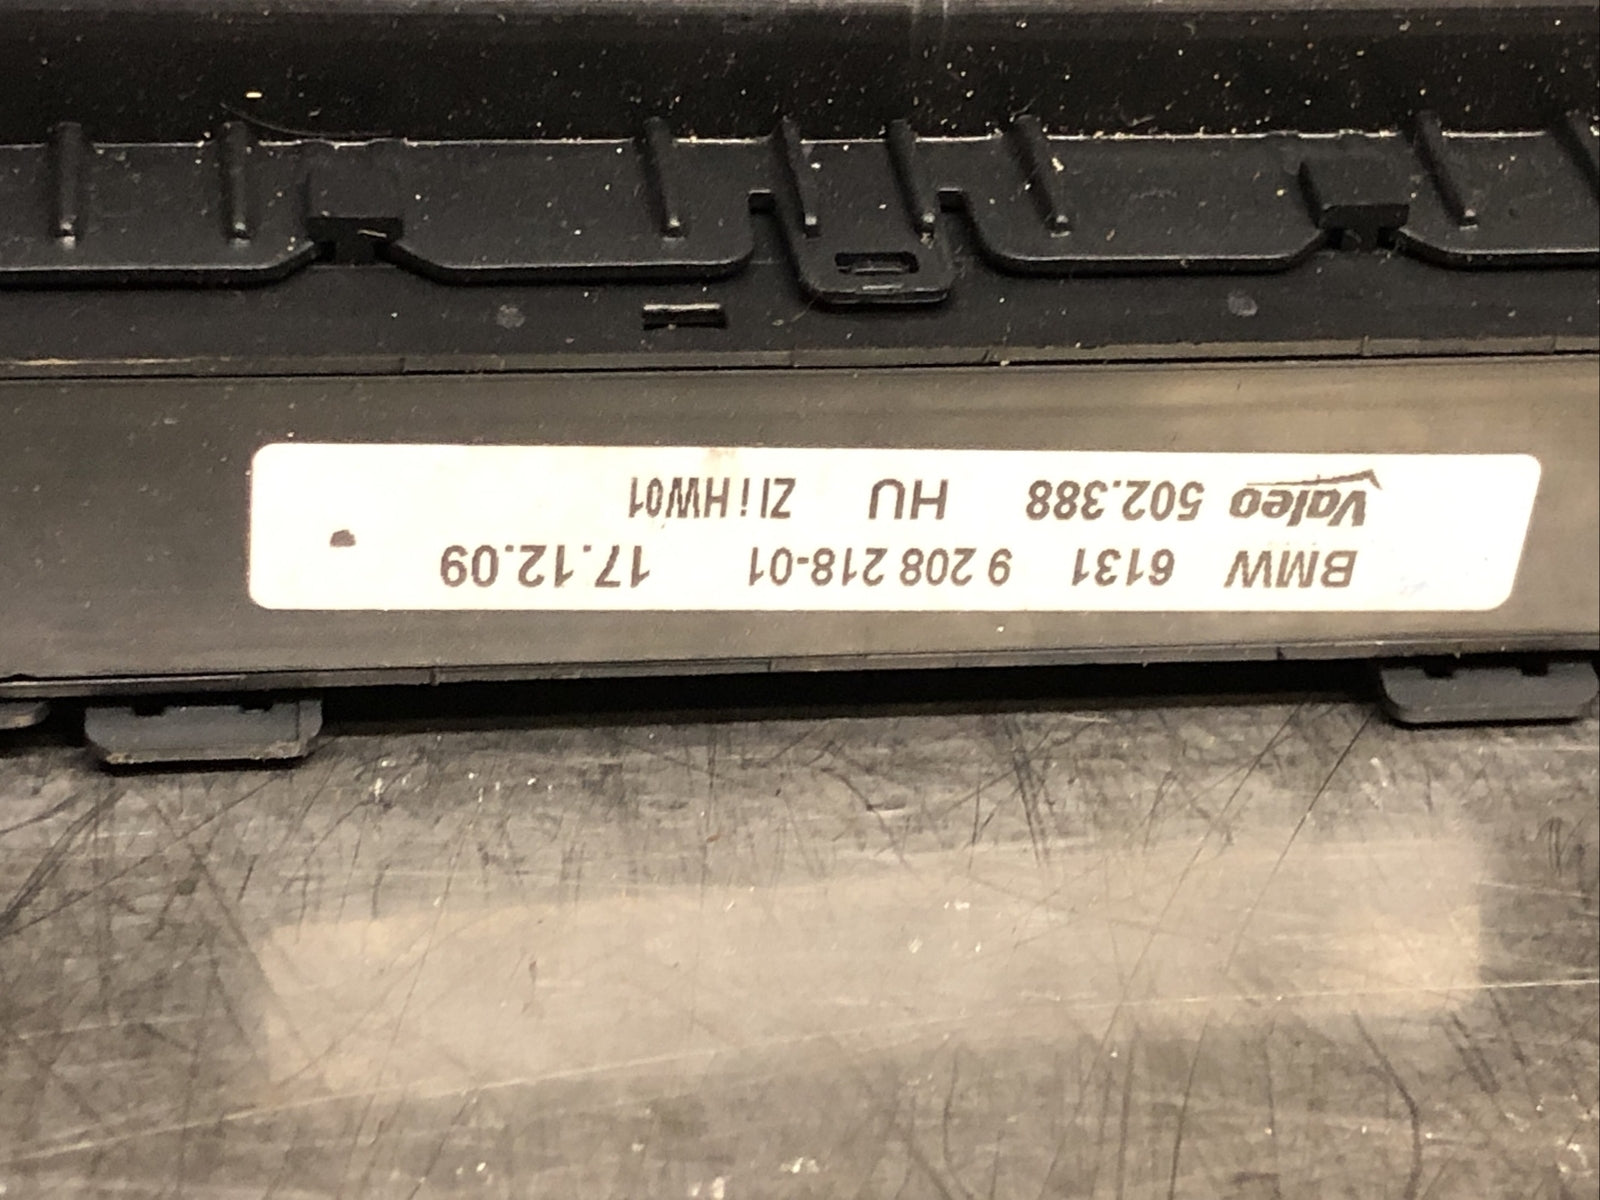 BMW 6131 9 208 218-01 17.12.09
Valeo 502.388 HU ZI i HW01